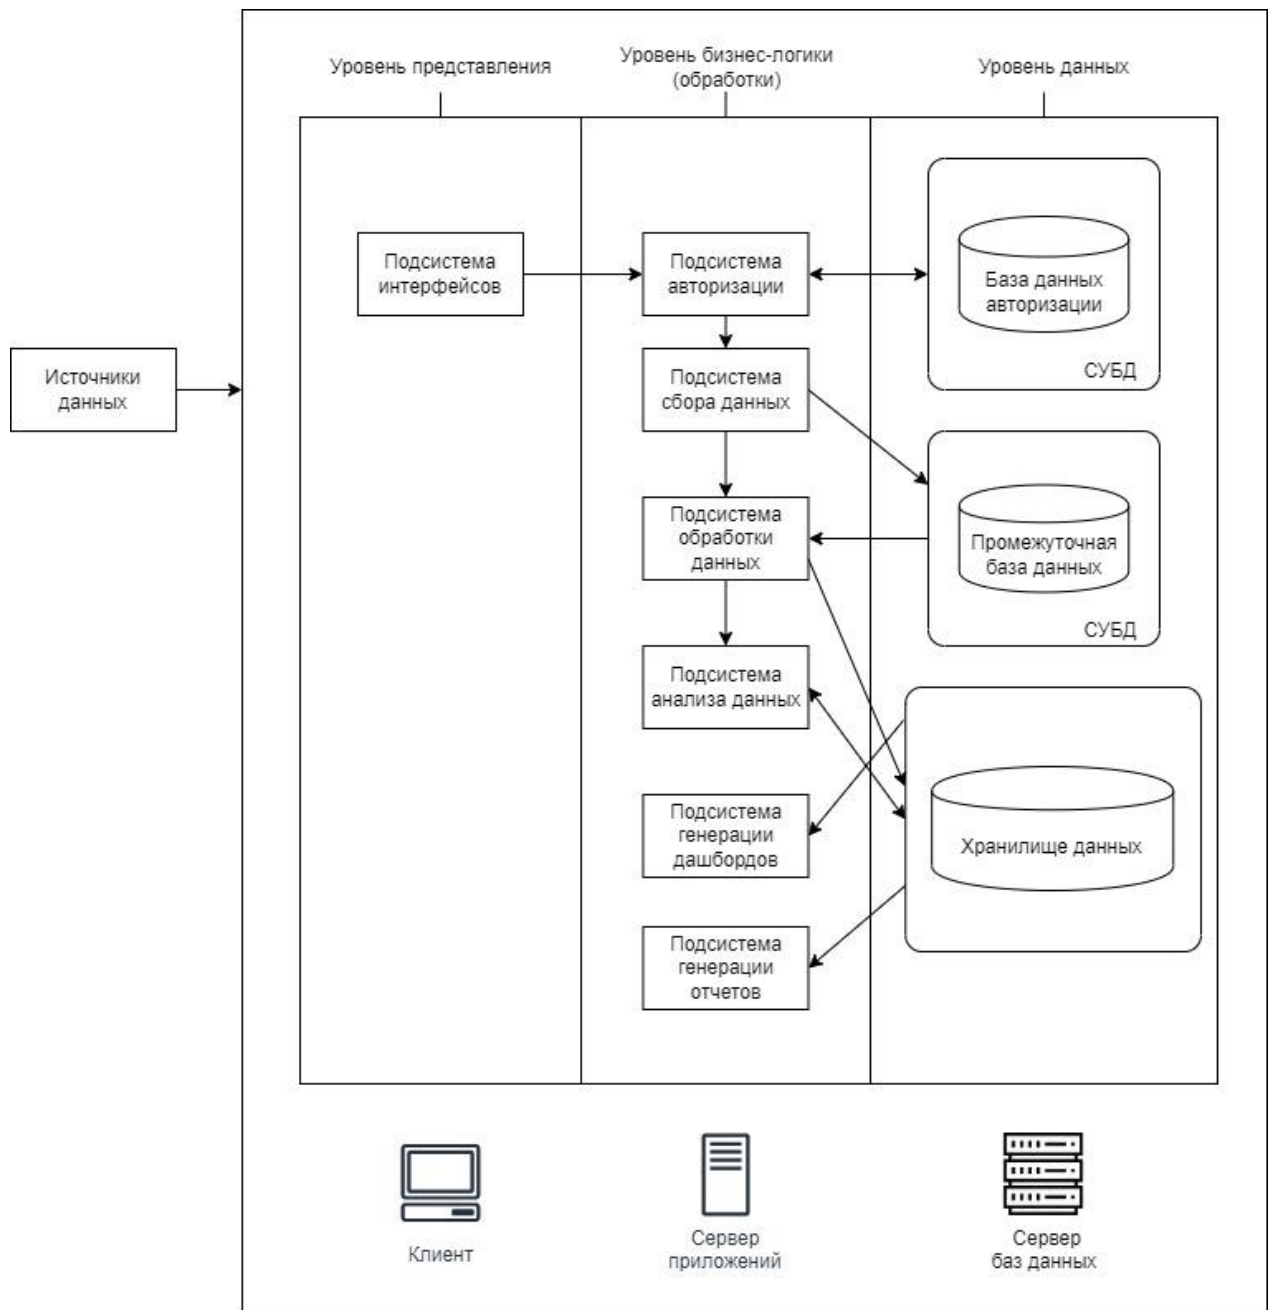 Уровень представления
Уровень бизнес-логики
(обработки)
Уровень данных
Подсистема
интерфейсов
Подсистема
авторизации
База данных
авторизации
СУБД
Источники
данных
Подсистема
сбора данных
Подсистема
обработки
данных
Промежуточная
база данных
СУБД
Подсистема
анализа данных
Подсистема
генерации
дашбордов
Хранилище данных
Подсистема
генерации
отчетов
Клиент
Сервер
приложений
Сервер
баз данных